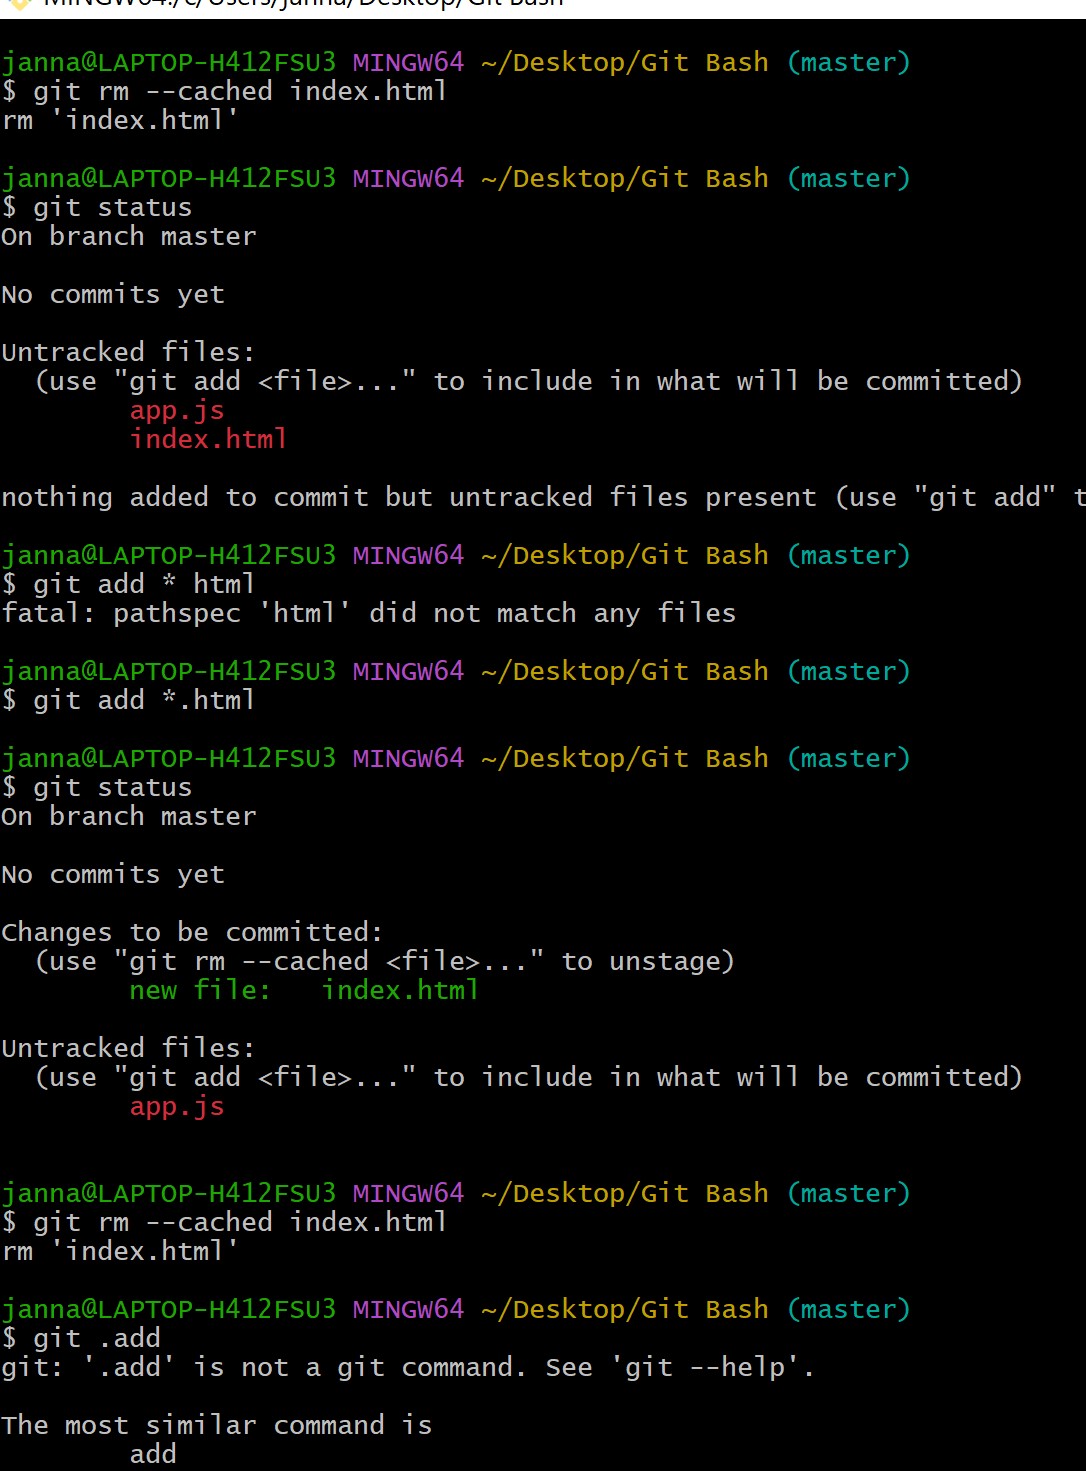 MINGW64:/c/Users/janna/Desktop/Git Bash
janna@LAPTOP-H412FSU3 MINGW64 ~/Desktop/Git Bash (master)
$ git rm --cached index.html
rm 'index.html'
janna@LAPTOP-H412FSU3 MINGW64 ~/Desktop/Git Bash (master)
$ git status
On branch master
No commits yet
Untracked files:
(use "git add <file>..." to include in what will be committed)
app.js
index.html
nothing added to commit but untracked files present (use "git add" t
janna@LAPTOP-H412FSU3 MINGW64 ~/Desktop/Git Bash (master)
$ git add * html
fatal: pathspec 'html' did not match any files
janna@LAPTOP-H412FSU3 MINGW64 ~/Desktop/Git Bash (master)
$ git add *.html
janna@LAPTOP-H412FSU3 MINGW64 ~/Desktop/Git Bash (master)
$ git status
On branch master
No commits yet
Changes to be committed:
(use "git rm --cached <file>..." to unstage)
new file:   index.html
Untracked files:
(use "git add <file>..." to include in what will be committed)
app.js
janna@LAPTOP-H412FSU3 MINGW64 ~/Desktop/Git Bash (master)
$ git rm --cached index.html
rm 'index.html'
janna@LAPTOP-H412FSU3 MINGW64 ~/Desktop/Git Bash (master)
$ git .add
git: '.add' is not a git command. See 'git --help'.
The most similar command is
add